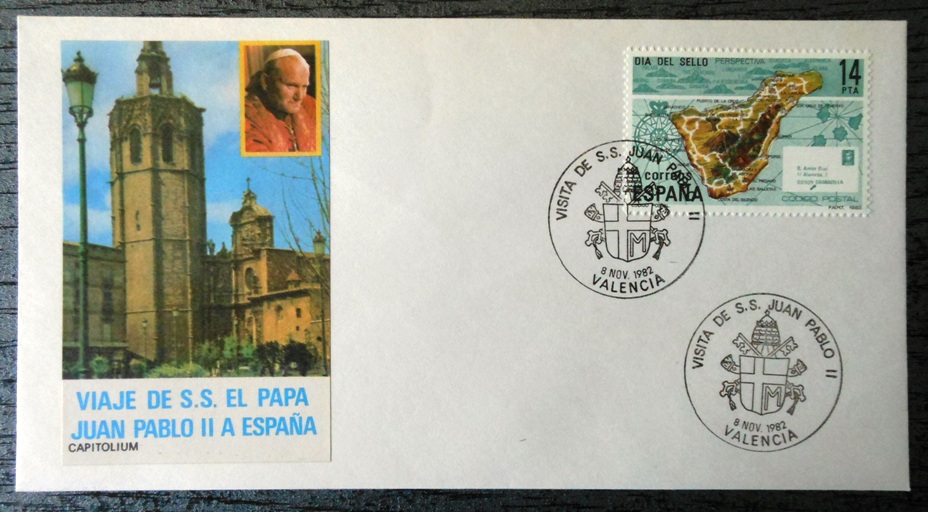 VIAJE DE S.S. EL PAPA
JUAN PABLO II A ESPAÑA
CAPITOLIUM
DIA DEL SELLO PERSPECTIVA
14
PTA
correos
ESPAÑA
CODIGO POSTAL
VISITA DE S.S. JUAN PABLO II
M
8 NOV. 1982
VALENCIA
VISITA DE S.S. JUAN PABLO II
M
8 NOV. 1982
VALENCIA